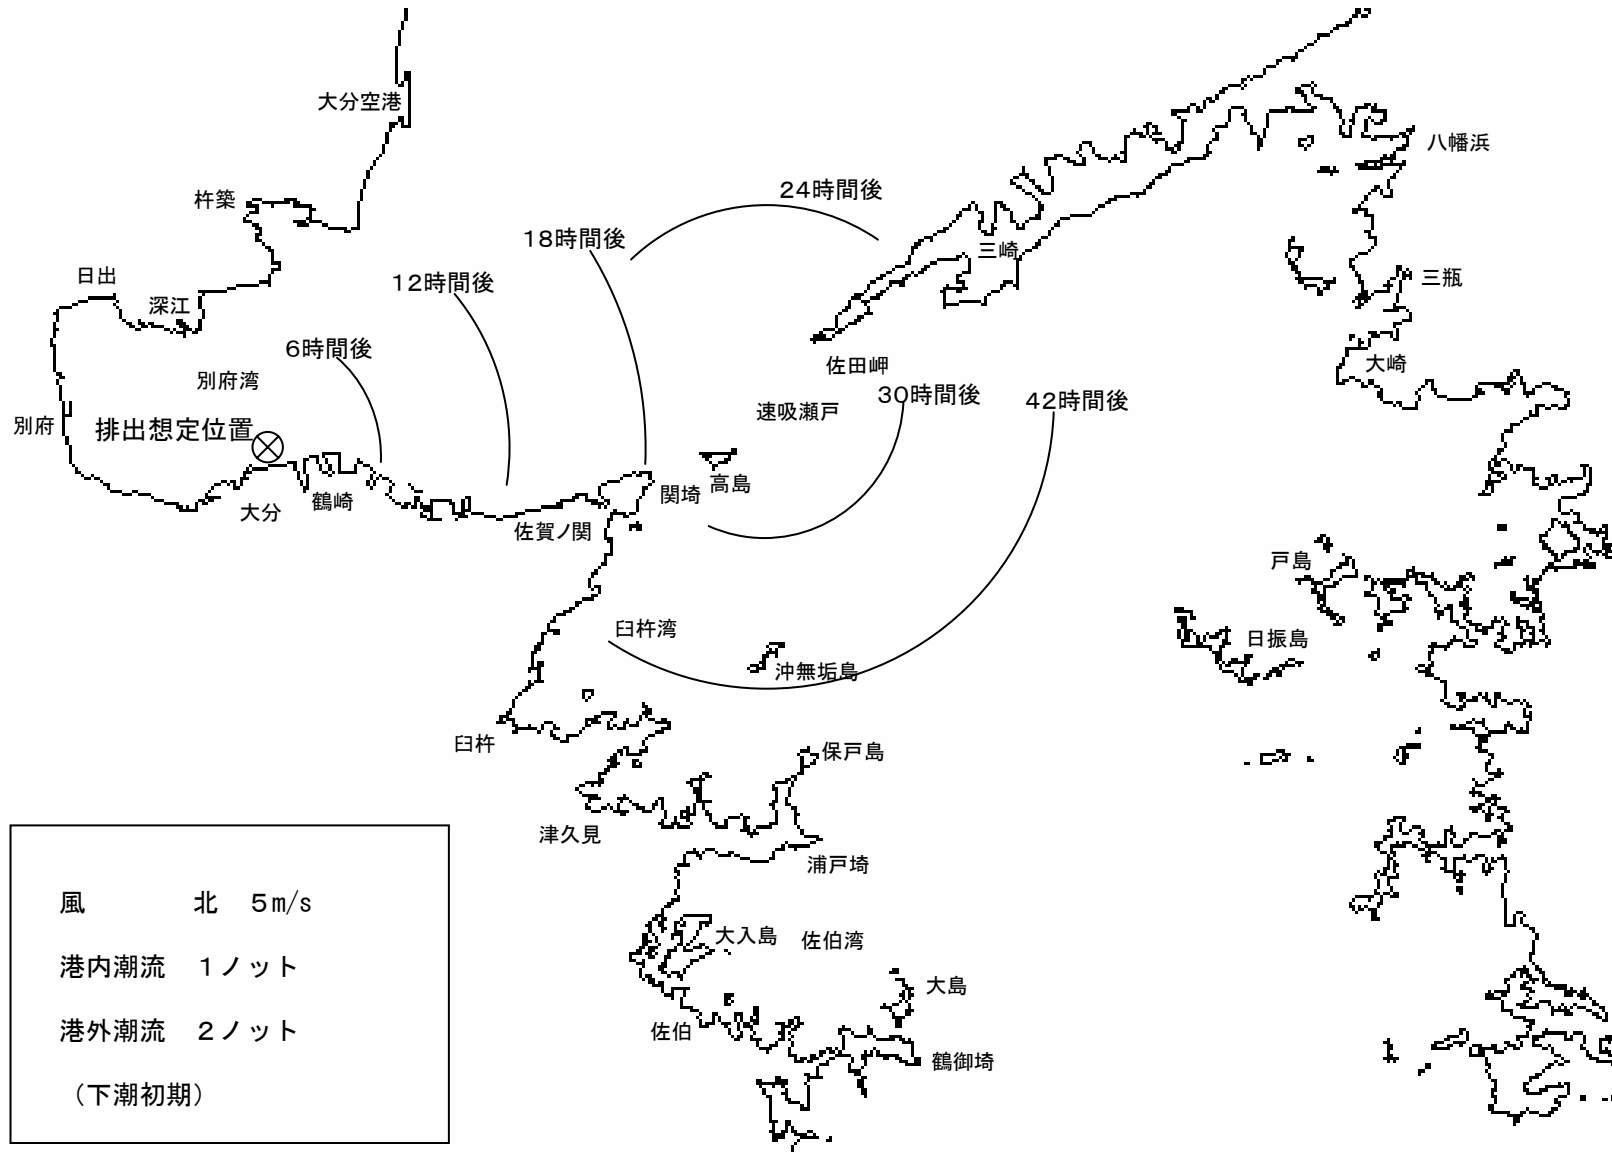 大分空港
八幡浜
24時間後
杵築
18時間後
三崎
日出
12時間後
三瓶
深江
6時間後
佐田岬
大崎
別府湾
30時間後
42時間後
速吸瀬戸
別府
排出想定位置
関埼
高島
大分
鶴崎
佐賀ノ関
戸島
臼杵湾
日振島
沖無垢島
臼杵
保戸島
津久見
浦戸埼
大入島
佐伯湾
大島
佐伯
鶴御埼
風 北 5m/s
港内潮流 1ノット
港外潮流 2ノット
（下潮初期）